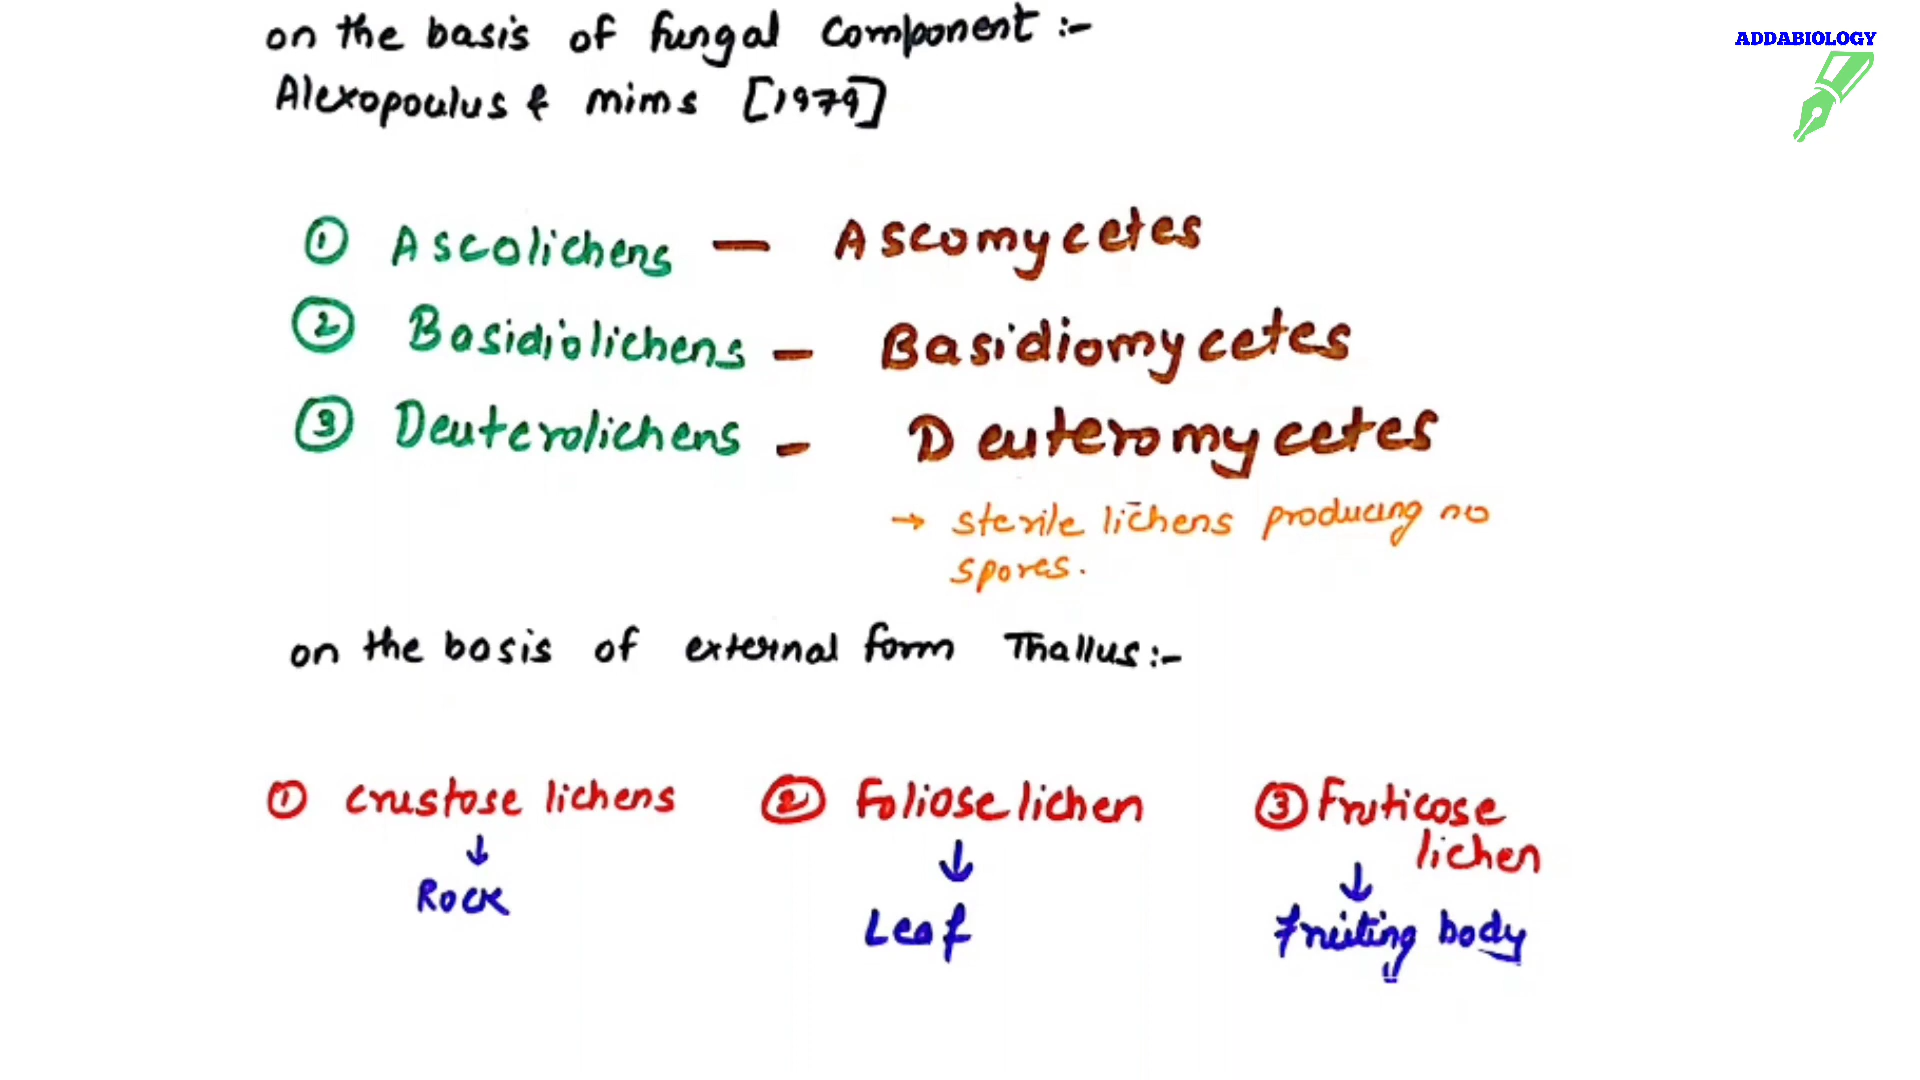 on the basis of fungal component :-
ADDABIOLOGY
Alexopoulus & mims [1979]
① Ascolichens — Ascomycetes
② Basidiolichens — Basidiomycetes
③ Deuterolichens — Deuteromycetes
→ sterile lichens producing no
spores.
on the basis of external form Thallus:-
① crustose lichens ② Foliose lichen ③ Fruticose
lichen
↓ ↓ ↓
Rock Leaf Fruiting body